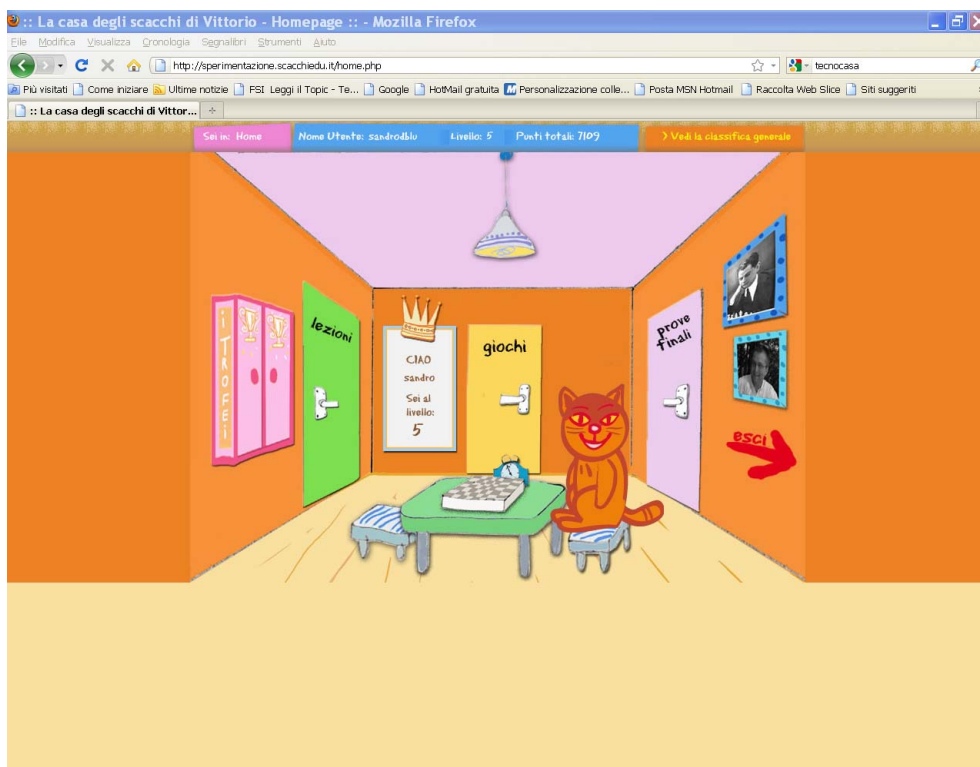 :: La casa degli scacchi di Vittorio - Homepage :: - Mozilla Firefox
File Modifica Visualizza Cronologia Segnalibri Strumenti Aiuto
http://sperimentazione.scacchiedu.it/home.php
tecnocasa
Più visitati Come iniziare Ultime notizie FSI Leggi il Topic - Te... Google HotMail gratuita Personalizzazione colle... Posta MSN Hotmail Raccolta Web Slice Siti suggeriti
:: La casa degli scacchi di Vittor...
Sei in: Home Nome Utente: sandrodblu Livello: 5 Punti totali: 7109 > Vedi la classifica generale
i TROFEi
lezioni
CIAO
sandro
Sei al
livello:
5
giochi
prove
finali
esci